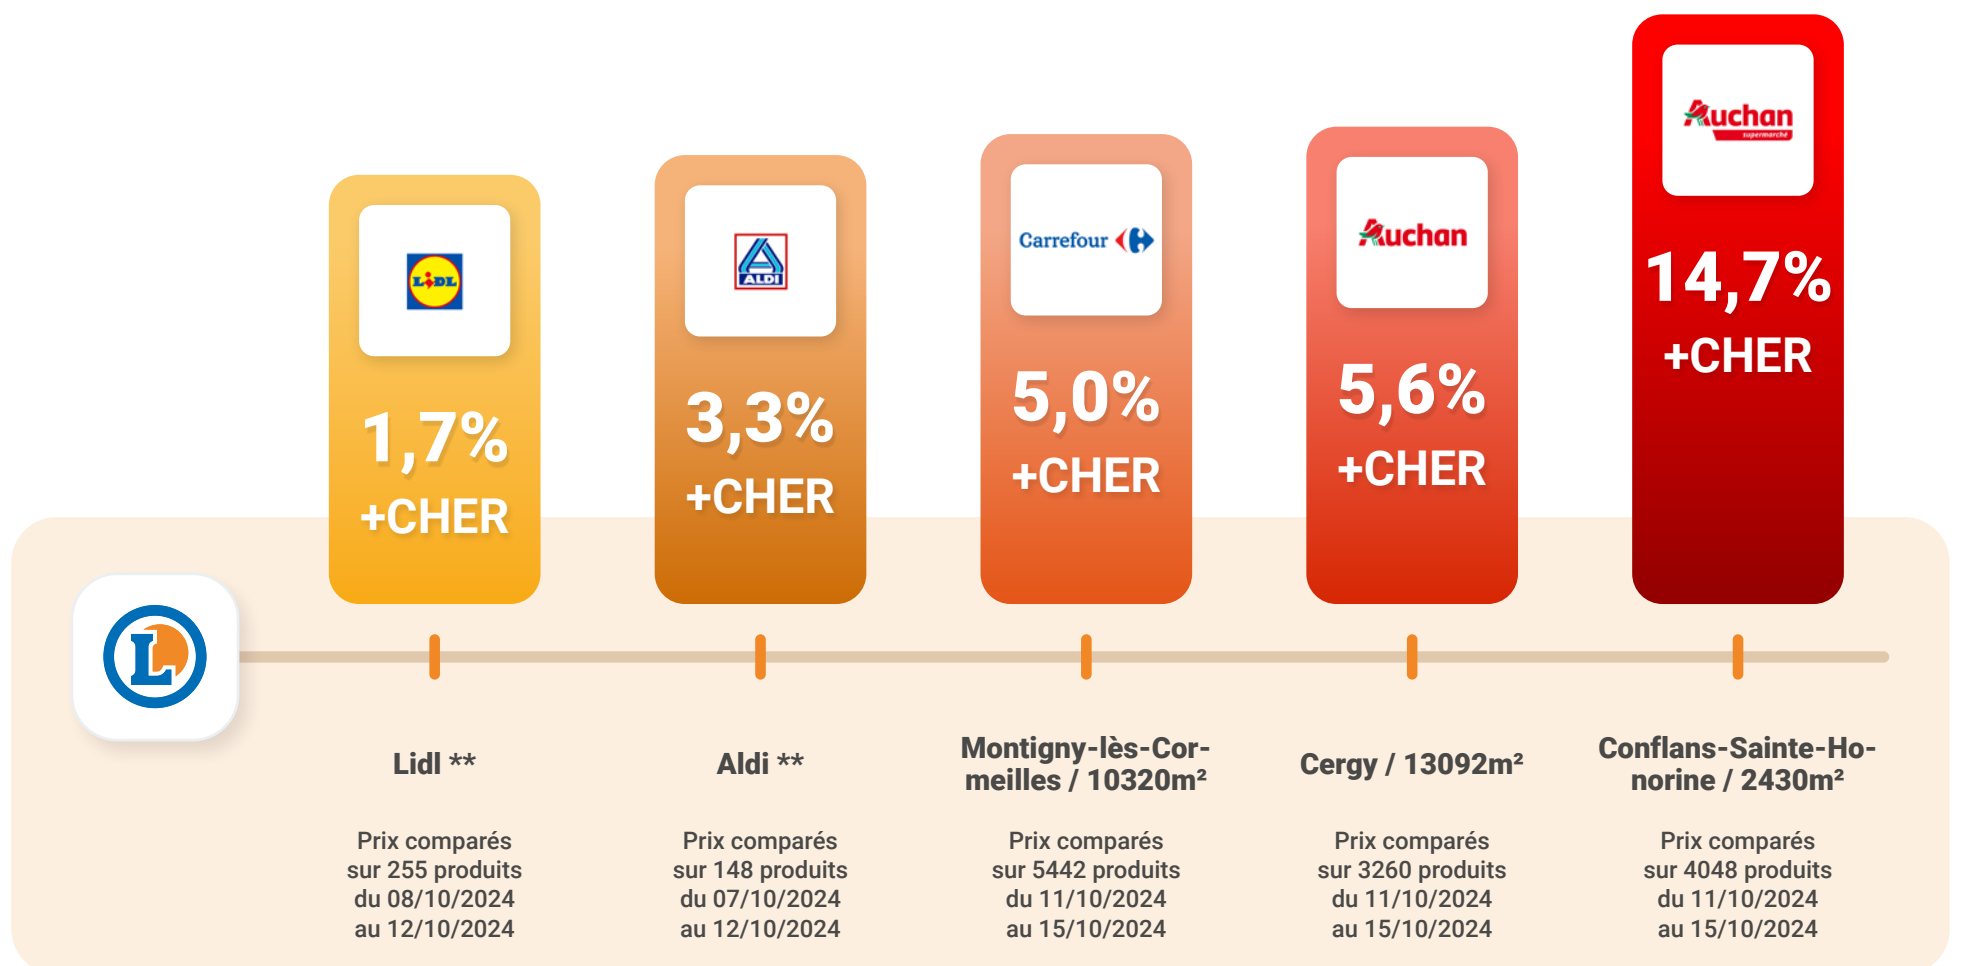 LIDL
1,7%
+CHER
ALDI
3,3%
+CHER
Carrefour
5,0%
+CHER
Auchan
5,6%
+CHER
Auchan
supermarché
14,7%
+CHER
L
Lidl **
Prix comparés
sur 255 produits
du 08/10/2024
au 12/10/2024
Aldi **
Prix comparés
sur 148 produits
du 07/10/2024
au 12/10/2024
Montigny-lès-Cor-
meilles / 10320m²
Prix comparés
sur 5442 produits
du 11/10/2024
au 15/10/2024
Cergy / 13092m²
Prix comparés
sur 3260 produits
du 11/10/2024
au 15/10/2024
Conflans-Sainte-Ho-
norine / 2430m²
Prix comparés
sur 4048 produits
du 11/10/2024
au 15/10/2024